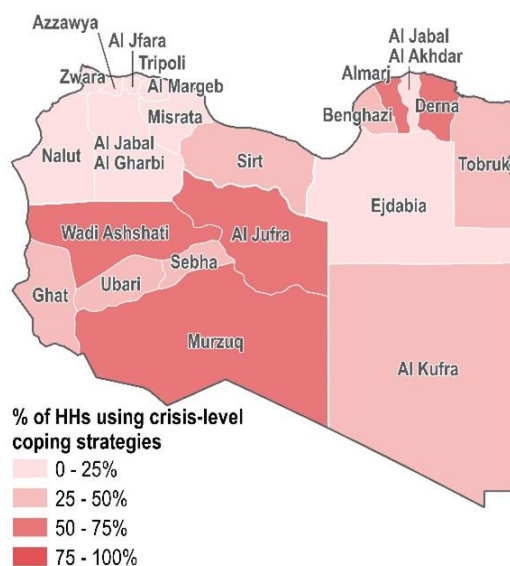 Azzawya
Al Jfara
Tripoli
Zwara
Al Margeb
Misrata
Nalut
Al Jabal
Al Gharbi
Sirt
Al Jabal
Al Akhdar
Almarj
Derna
Benghazi
Tobruk
Ejdabia
Wadi Ashshati
Al Jufra
Sebha
Ubari
Ghat
Murzuq
Al Kufra
% of HHs using crisis-level
coping strategies
0 - 25%
25 - 50%
50 - 75%
75 - 100%